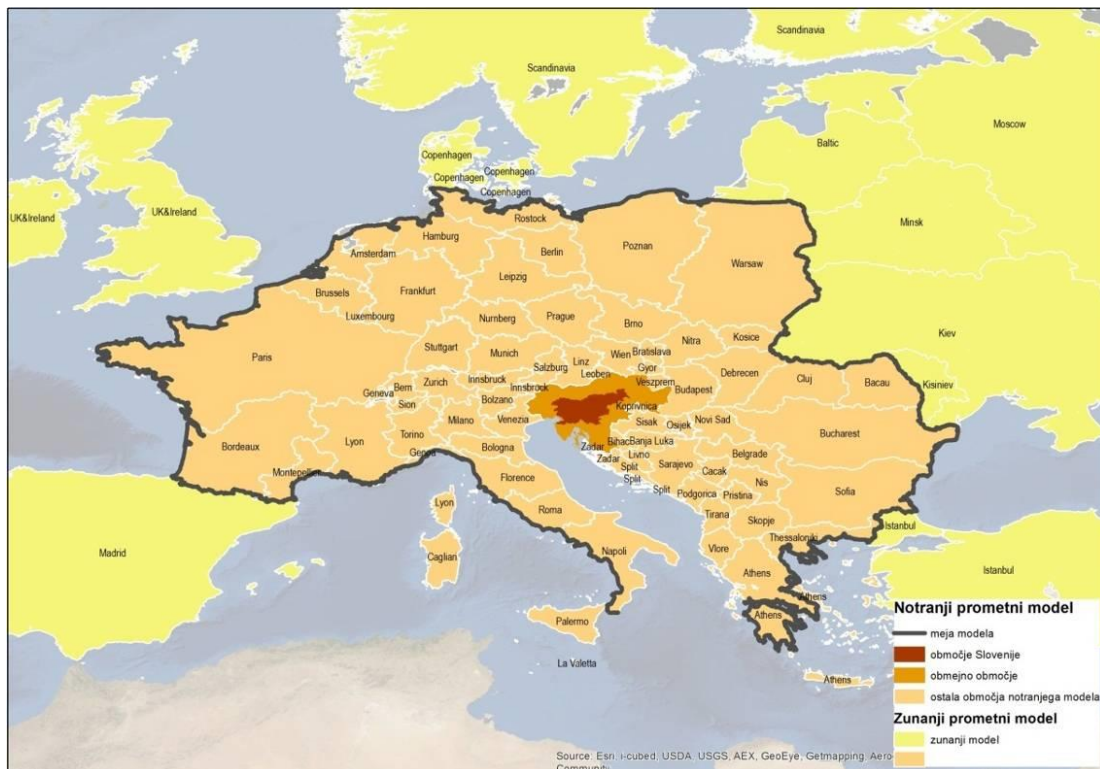 Scandinavia
Scandinavia
Moscow
Baltic
Copenhagen
Copenhagen
Copenhagen
Copenhagen
UK&Ireland
UK&Ireland
Minsk
Rostock
Hamburg
Poznan
Amsterdam
Berlin
Warsaw
Leipzig
Brussels
Frankfurt
Luxembourg
Nurnberg
Prague
Brno
Kiev
Nitra
Kosice
Paris
Stuttgart
Munich
Linz
Wien
Bratislava
Salzburg
Gyor
Leoben
Debrecen
Cluj
Bacau
Kisiniev
Geneva
Bern
Zurich
Innsbruck
Innsbrock
Veszprem
Budapest
Sion
Bolzano
Koprivnica
Bordeaux
Lyon
Torino
Milano
Venezia
Sisak
Osijek
Novi Sad
Bucharest
Genoa
Bologna
Zadar
Bihac
Banja Luka
Zadar
Livno
Belgrade
Montepellier
Split
Sarajevo
Cacak
Florence
Split
Nis
Split
Podgorica
Pristina
Sofia
Lyon
Roma
Tirana
Skopje
Istanbul
Madrid
Cagliari
Napoli
Vlore
Thessaloniki
Athens
Istanbul
Athens
Athens
Palermo
La Valetta
Athens
Notranji prometni model
meja modela
območje Slovenije
obmejno območje
ostala območja notranjega modela
Zunanji prometni model
zunanji model
Source: Esri, i-cubed, USDA, USGS, AEX, GeoEye, Getmapping, Aero
Community